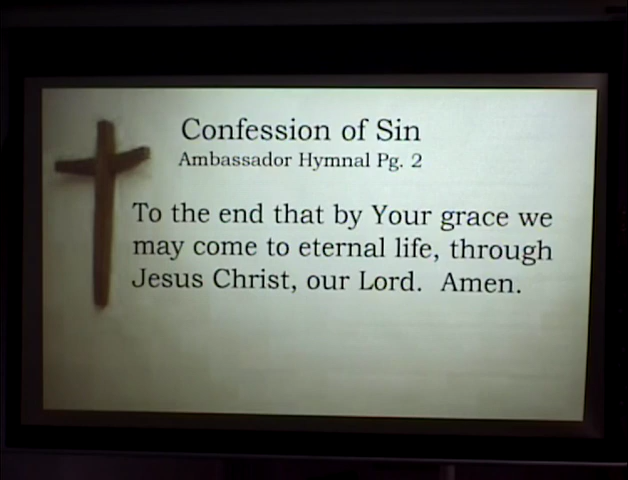 Confession of Sin
Ambassador Hymnal Pg. 2
To the end that by Your grace we
may come to eternal life, through
Jesus Christ, our Lord. Amen.